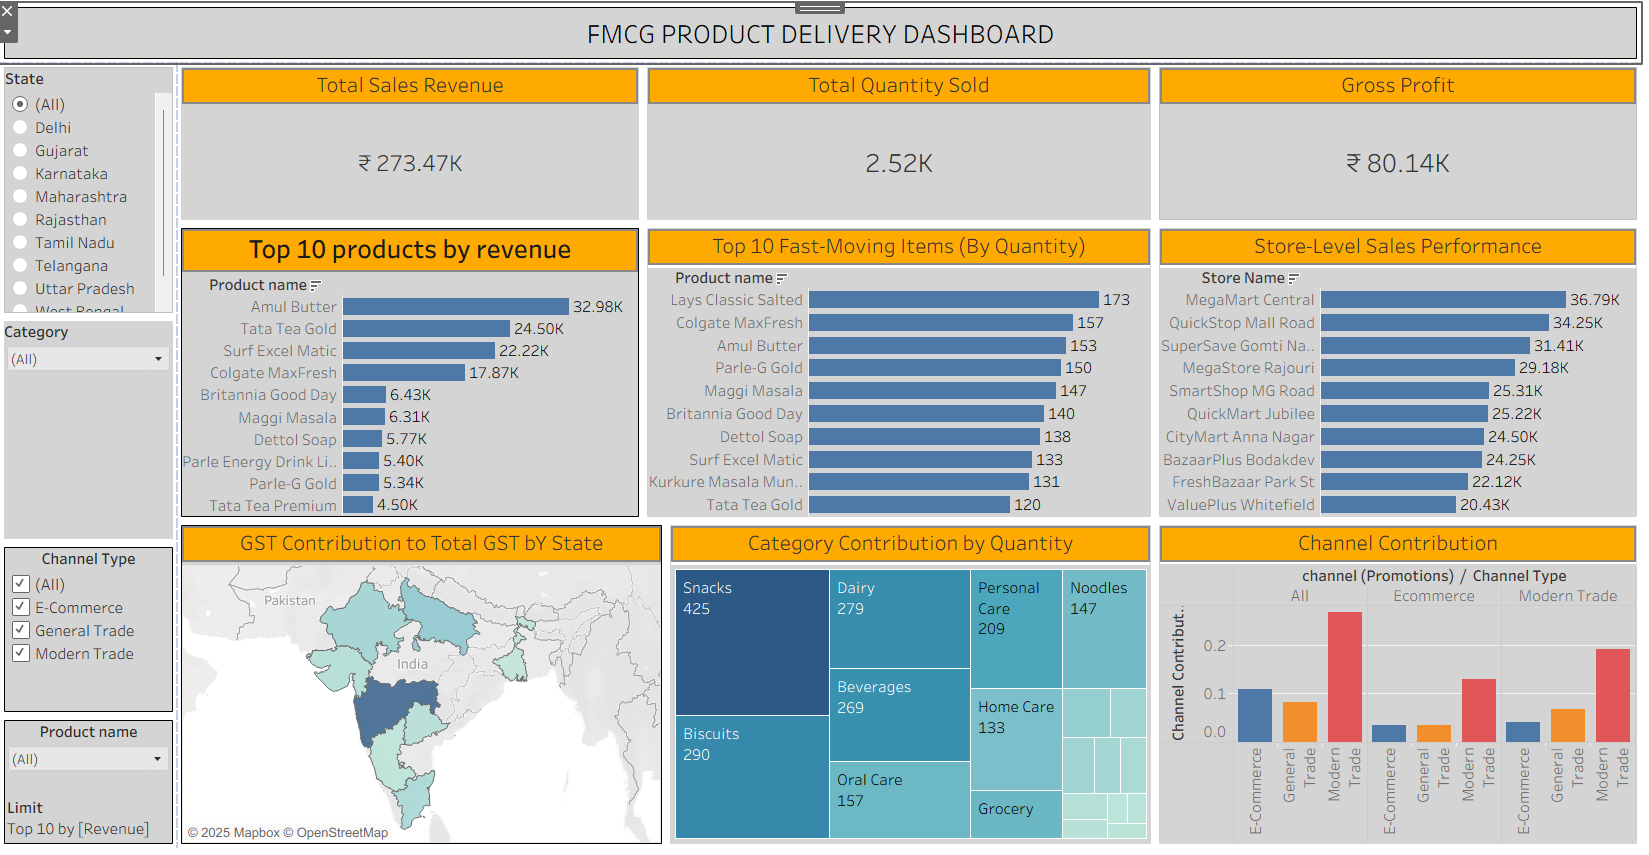 FMCG PRODUCT DELIVERY DASHBOARD
State
(All)
Delhi
Gujarat
Karnataka
Maharashtra
Rajasthan
Tamil Nadu
Telangana
Uttar Pradesh
West Bengal
Category
(All)
Channel Type
(All)
E-Commerce
General Trade
Modern Trade
Product name
(All)
Limit
Top 10 by [Revenue]
Total Sales Revenue
₹ 273.47K
Total Quantity Sold
2.52K
Gross Profit
₹ 80.14K
Top 10 products by revenue
Product name
Amul Butter 32.98K
Tata Tea Gold 24.50K
Surf Excel Matic 22.22K
Colgate MaxFresh 17.87K
Britannia Good Day 6.43K
Maggi Masala 6.31K
Dettol Soap 5.77K
Parle Energy Drink Li.. 5.40K
Parle-G Gold 5.34K
Tata Tea Premium 4.50K
Top 10 Fast-Moving Items (By Quantity)
Product name
Lays Classic Salted 173
Colgate MaxFresh 157
Amul Butter 153
Parle-G Gold 150
Maggi Masala 147
Britannia Good Day 140
Dettol Soap 138
Surf Excel Matic 133
Kurkure Masala Mun.. 131
Tata Tea Gold 120
Store-Level Sales Performance
Store Name
MegaMart Central 36.79K
QuickStop Mall Road 34.25K
SuperSave Gomti Na.. 31.41K
MegaStore Rajouri 29.18K
SmartShop MG Road 25.31K
QuickMart Jubilee 25.22K
CityMart Anna Nagar 24.50K
BazaarPlus Bodakdev 24.25K
FreshBazaar Park St 22.12K
ValuePlus Whitefield 20.43K
GST Contribution to Total GST bY State
Pakistan
India
© 2025 Mapbox © OpenStreetMap
Category Contribution by Quantity
Snacks
425
Biscuits
290
Dairy
279
Beverages
269
Oral Care
157
Personal
Care
209
Home Care
133
Grocery
Noodles
147
Channel Contribution
channel (Promotions) / Channel Type
All Ecommerce Modern Trade
Channel Contribut..
0.2
0.1
0.0
E-Commerce
General
Trade
Modern
Trade
E-Commerce
General
Trade
Modern
Trade
E-Commerce
General
Trade
Modern
Trade